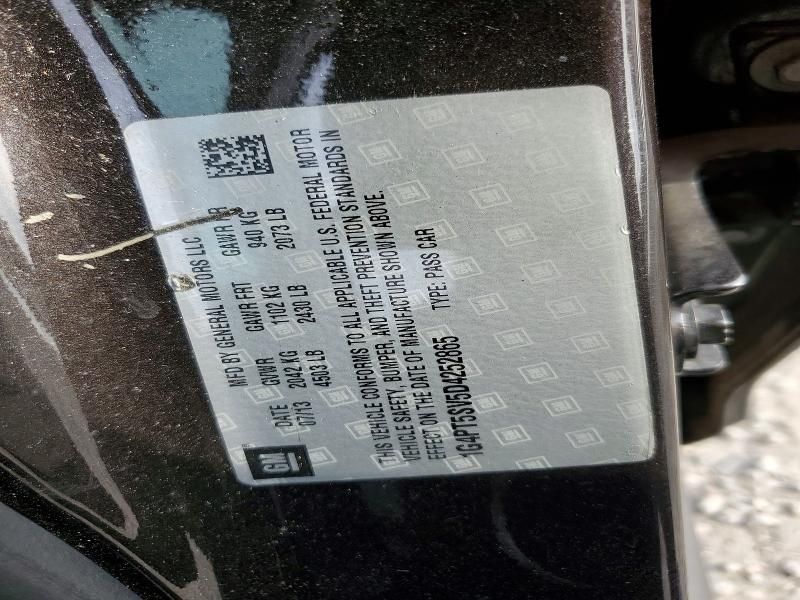 GM
MFD BY GENERAL MOTORS LLC
DATE GVWR GAWR FRT GAWR RR
07/13 2042 KG 1102 KG 940 KG
4503 LB 2430 LB 2073 LB
THIS VEHICLE CONFORMS TO ALL APPLICABLE U.S. FEDERAL MOTOR
VEHICLE SAFETY, BUMPER, AND THEFT PREVENTION STANDARDS IN
EFFECT ON THE DATE OF MANUFACTURE SHOWN ABOVE.
1G4PT5SV5D4252865 TYPE: PASS CAR